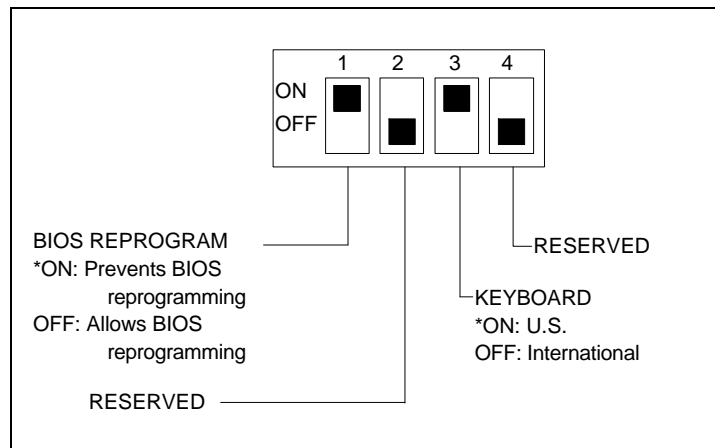 1 2 3 4
ON
OFF
BIOS REPROGRAM
*ON: Prevents BIOS
reprogramming
OFF: Allows BIOS
reprogramming
RESERVED
RESERVED
KEYBOARD
*ON: U.S.
OFF: International